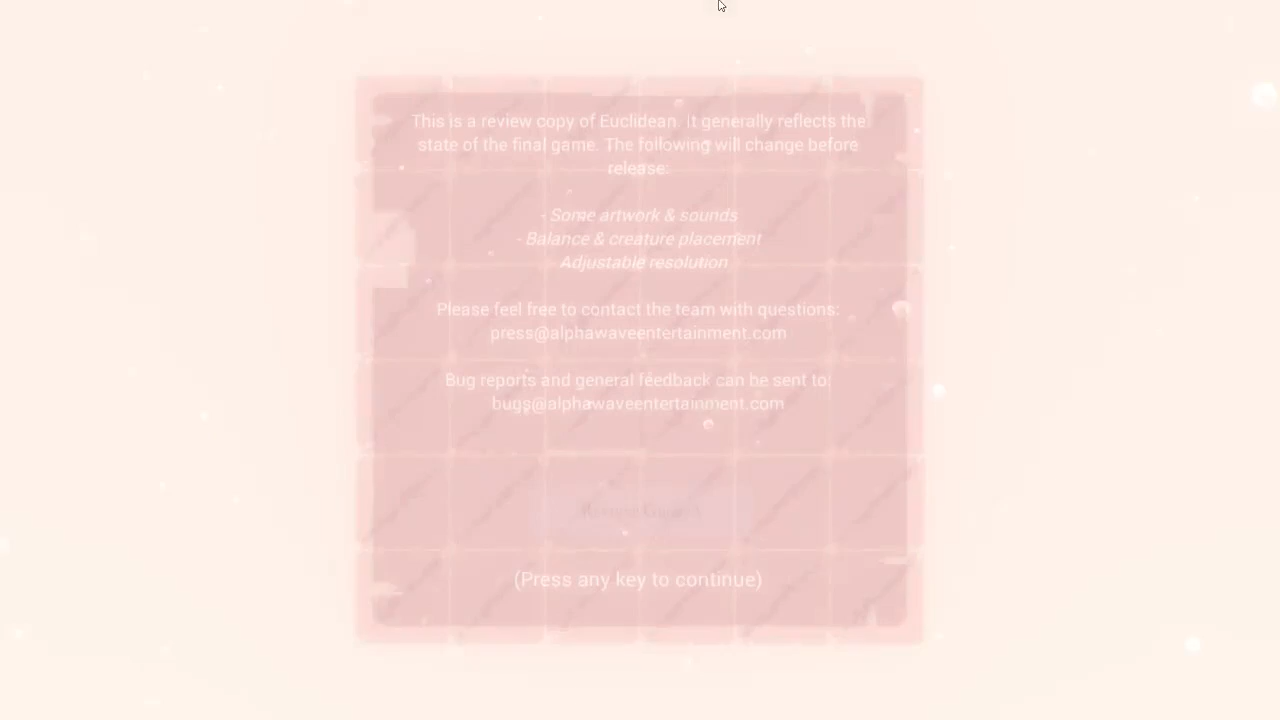 This is a review copy of Euclidean. It generally reflects the
state of the final game. The following will change before
release:
- Some artwork & sounds
- Balance & creature placement
Adjustable resolution
Please feel free to contact the team with questions:
press@alphawaveentertainment.com
Bug reports and general feedback can be sent to:
bugs@alphawaveentertainment.com
(Press any key to continue)